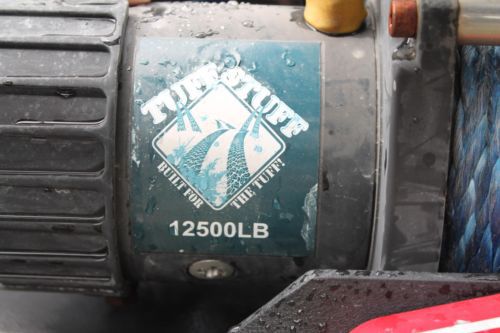 TUFF STUFF
BUILT FOR THE TUFF!
12500LB